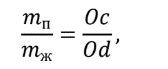 mп/mж = Oc/Od,